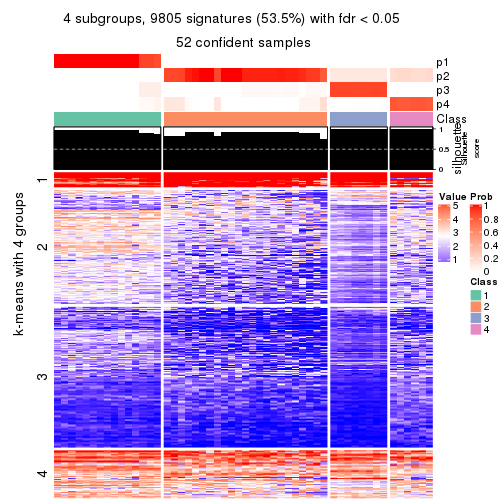 4 subgroups, 9805 signatures (53.5%) with fdr < 0.05
52 confident samples
p1
p2
p3
p4
Class
silhouette
Silhouette
score
1
0.5
0
k-means with 4 groups
1
2
3
4
Value
5
4
3
2
1
Prob
1
0.8
0.6
0.4
0.2
0
Class
1
2
3
4